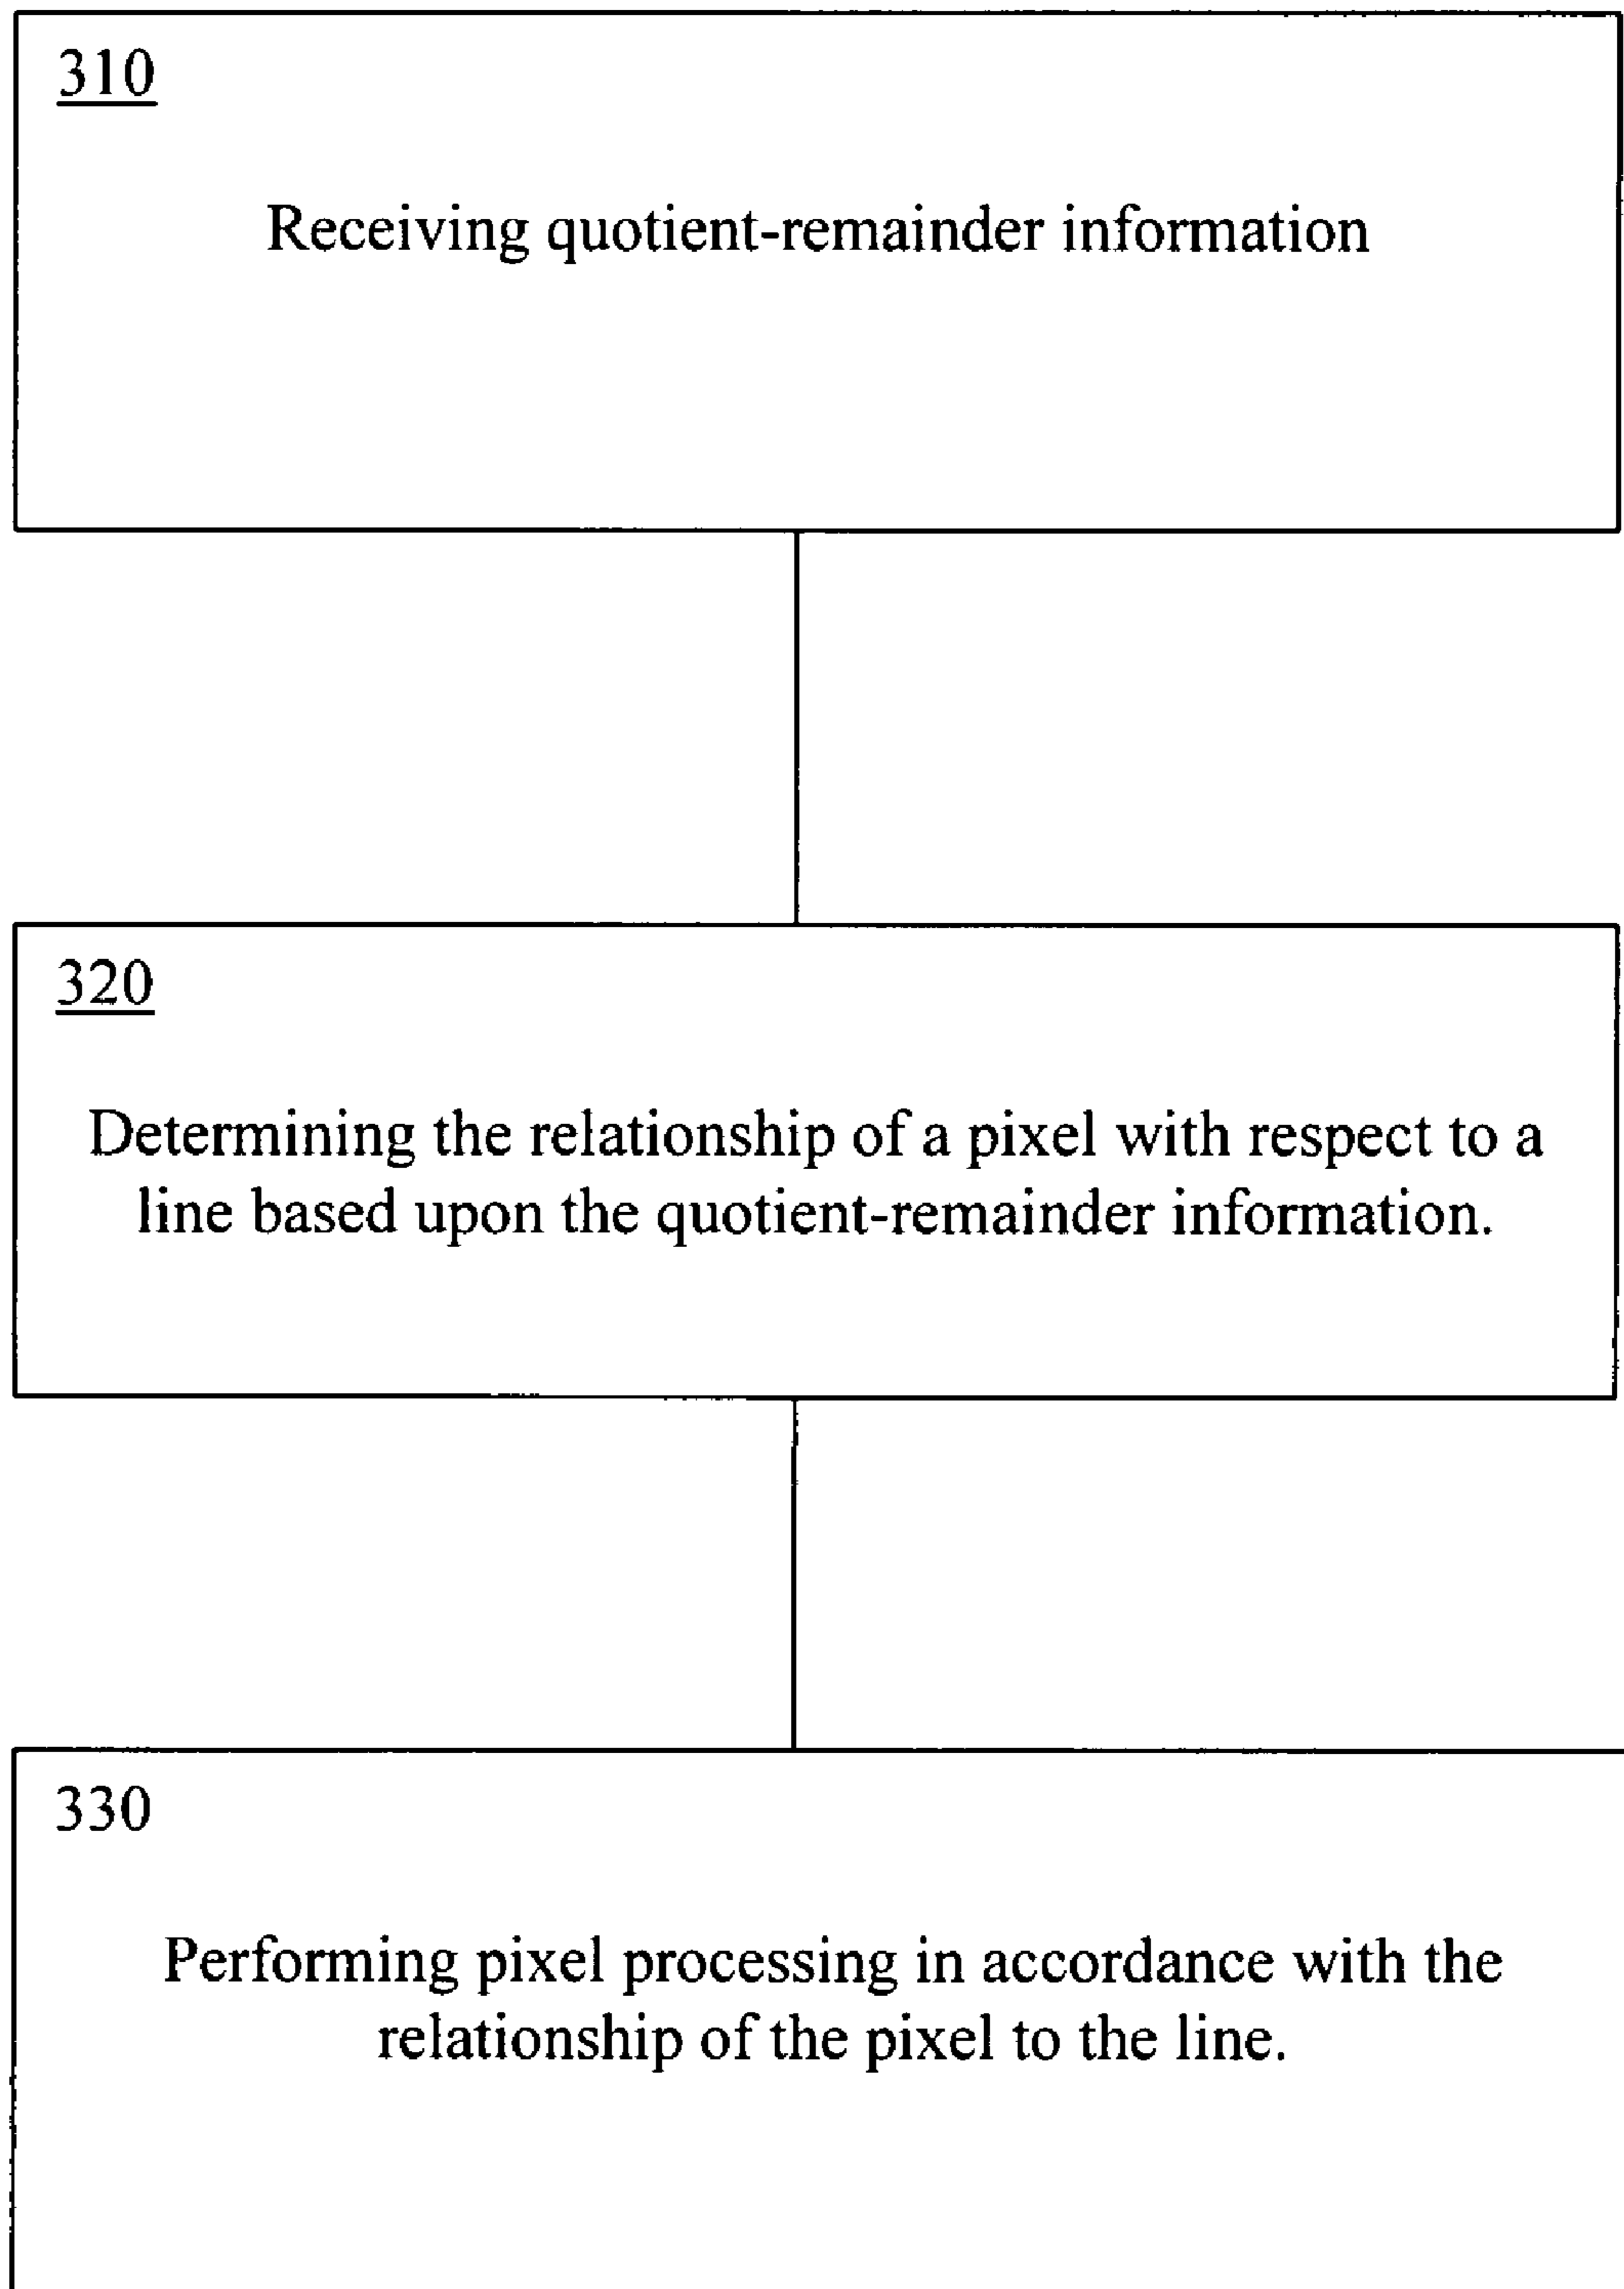 310
Receiving quotient-remainder information
320
Determining the relationship of a pixel with respect to a
line based upon the quotient-remainder information.
330
Performing pixel processing in accordance with the
relationship of the pixel to the line.